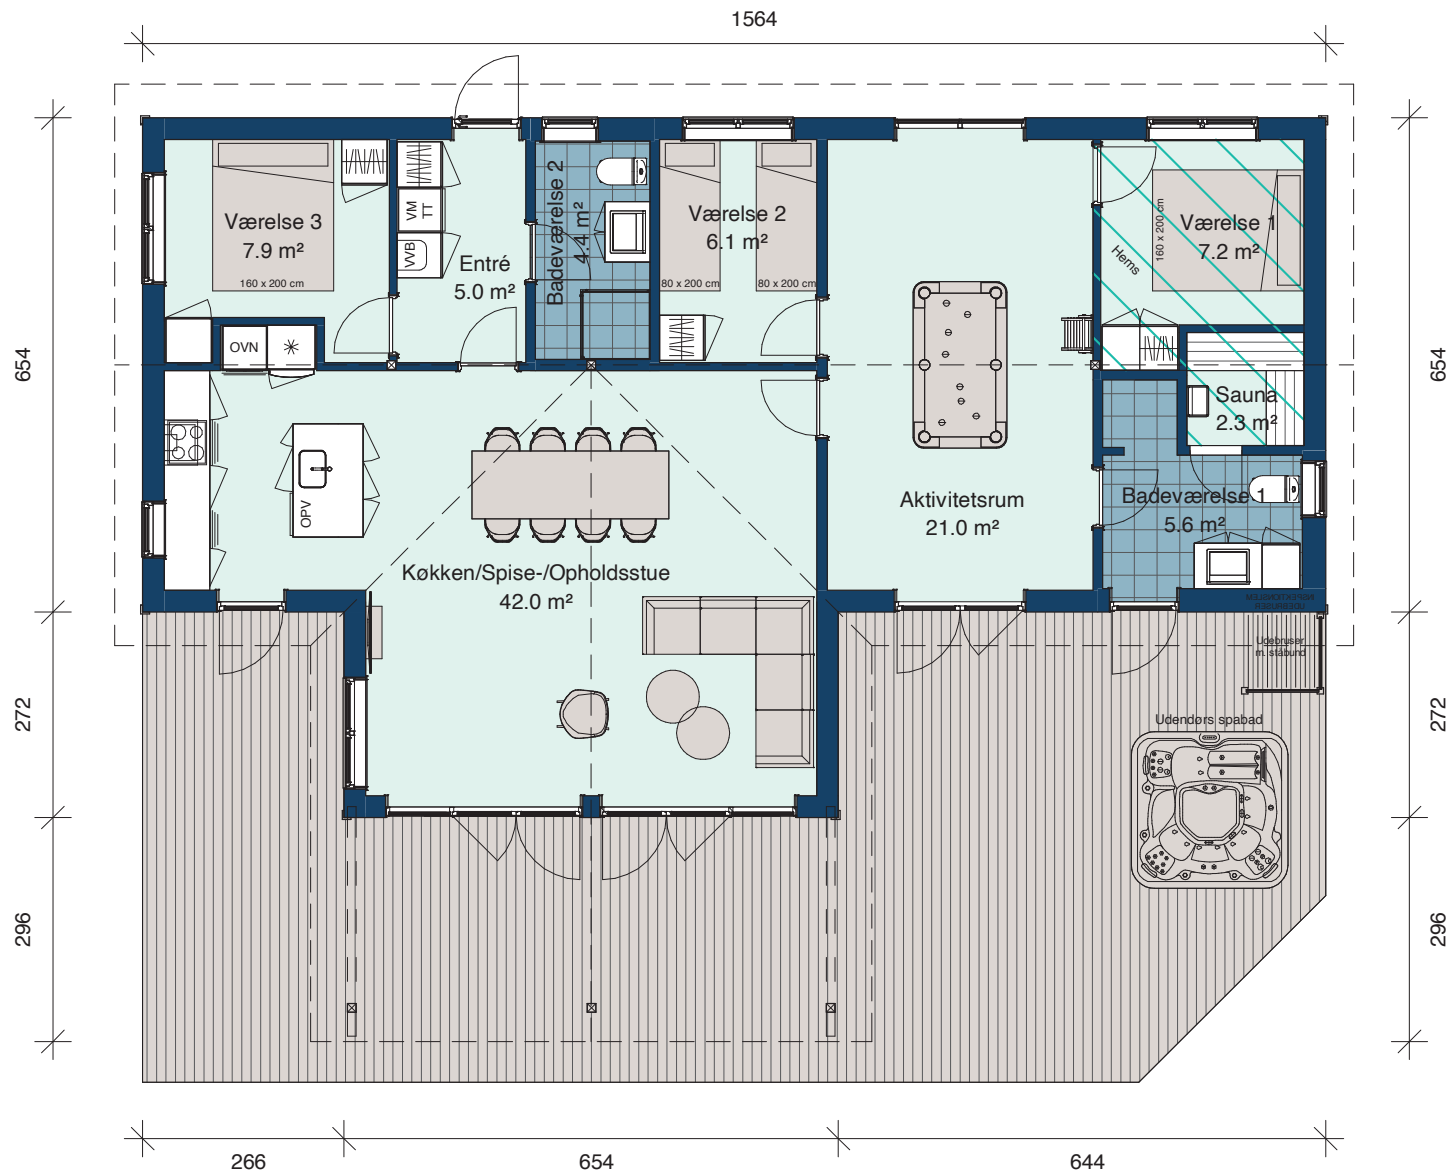 1564
654
272
296
654
272
296
266
654
644
Værelse 3
7.9 m²
160 x 200 cm
OVN
VM
TT
VVB
Entré
5.0 m²
Badeværelse 2
4.4 m²
Værelse 2
6.1 m²
80 x 200 cm
80 x 200 cm
Hems
160 x 200 cm
Værelse 1
7.2 m²
Sauna
2.3 m²
Badeværelse 1
5.6 m²
Aktivitetsrum
21.0 m²
OPV
Køkken/Spise-/Opholdsstue
42.0 m²
Udebruser
m. ståbund
Udendørs spabad